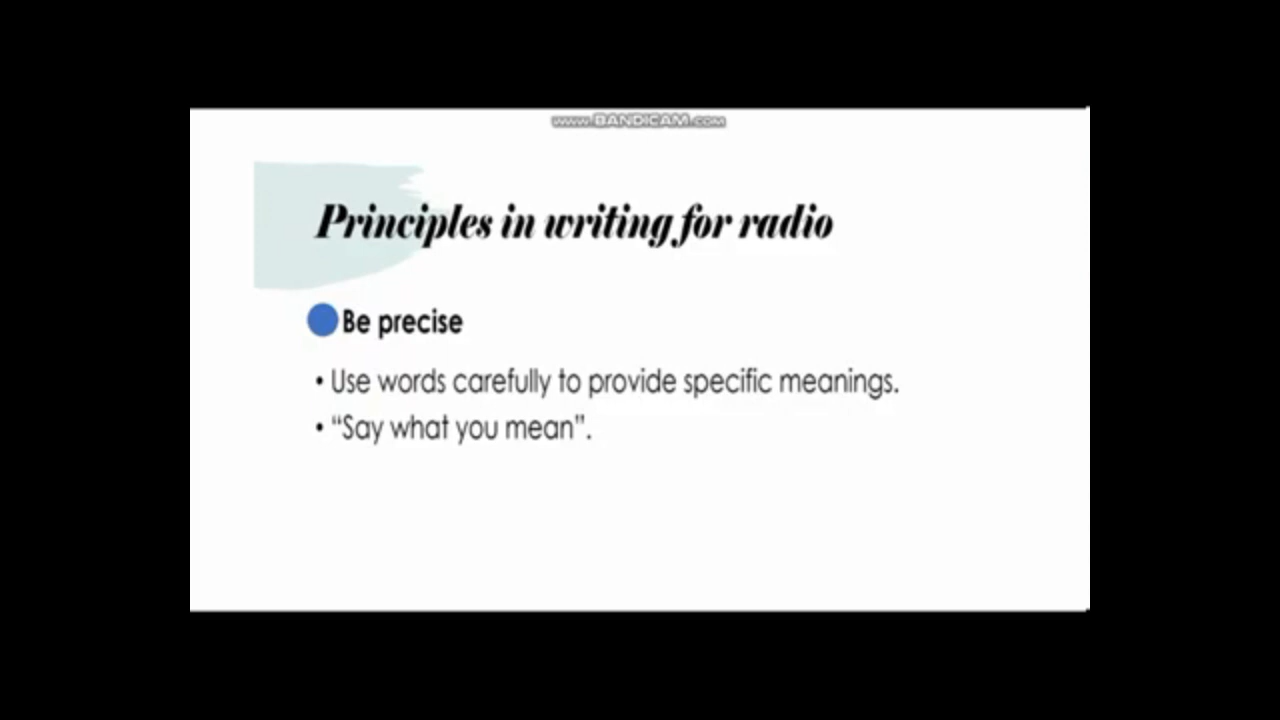 www.BANDICAM.COM
Principles in writing for radio
Be precise
• Use words carefully to provide specific meanings.
• “Say what you mean”.